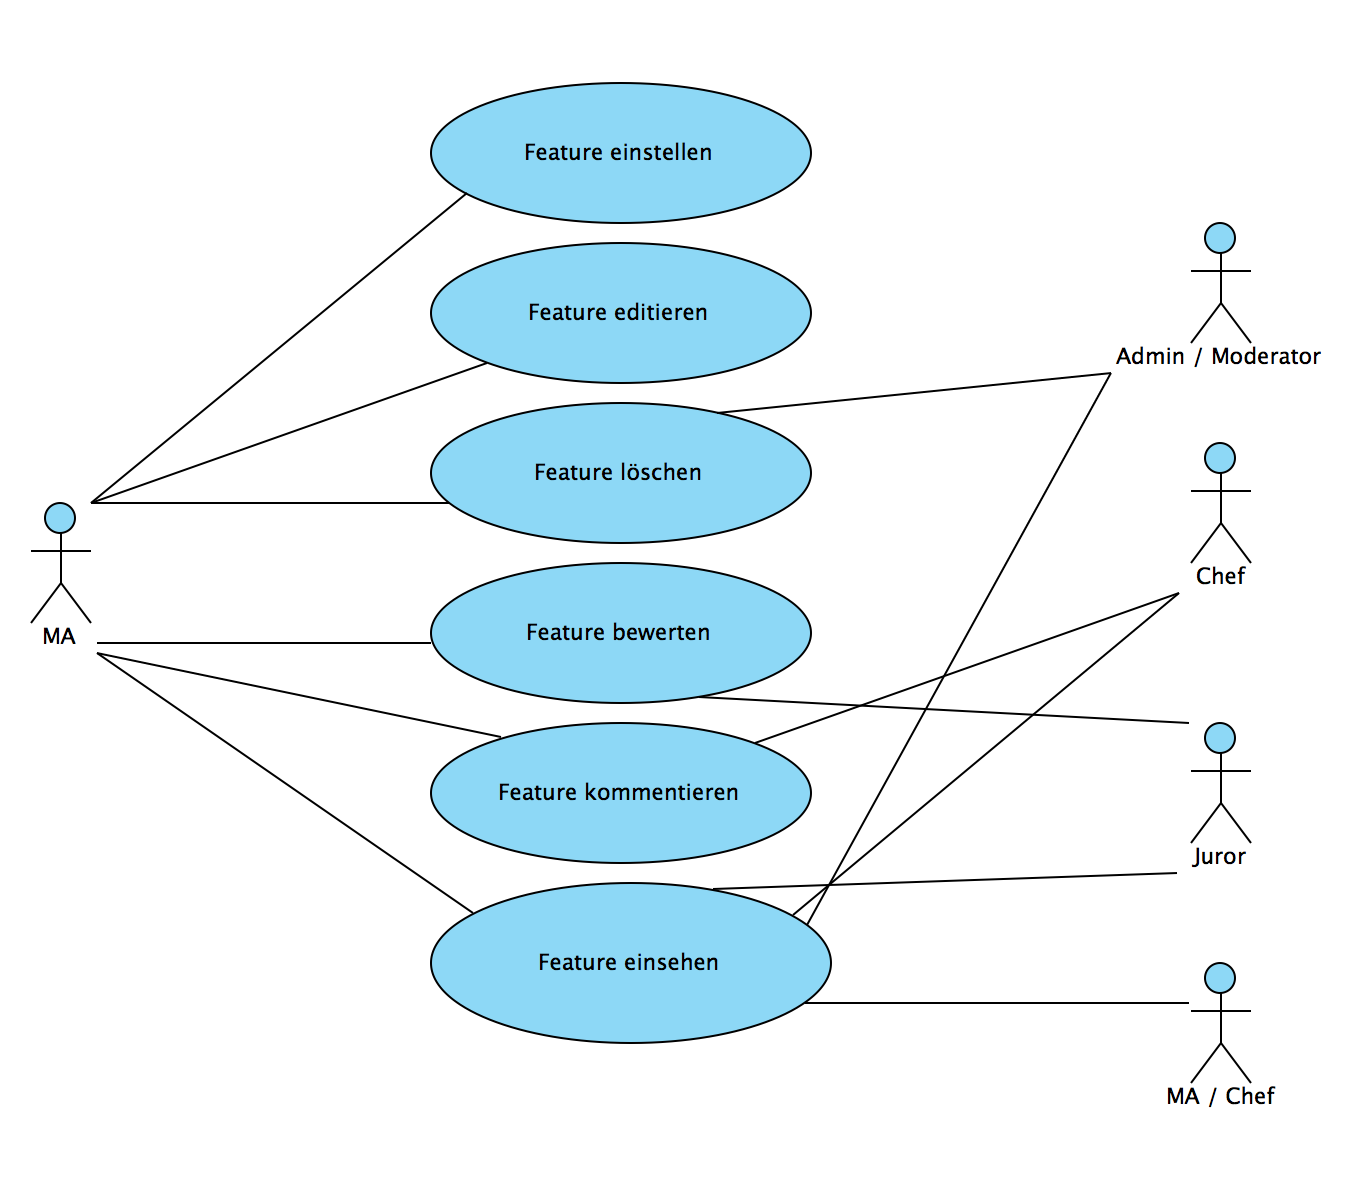 Feature einstellen
Feature editieren
Admin / Moderator
Feature löschen
Chef
MA
Feature bewerten
Feature kommentieren
Juror
Feature einsehen
MA / Chef